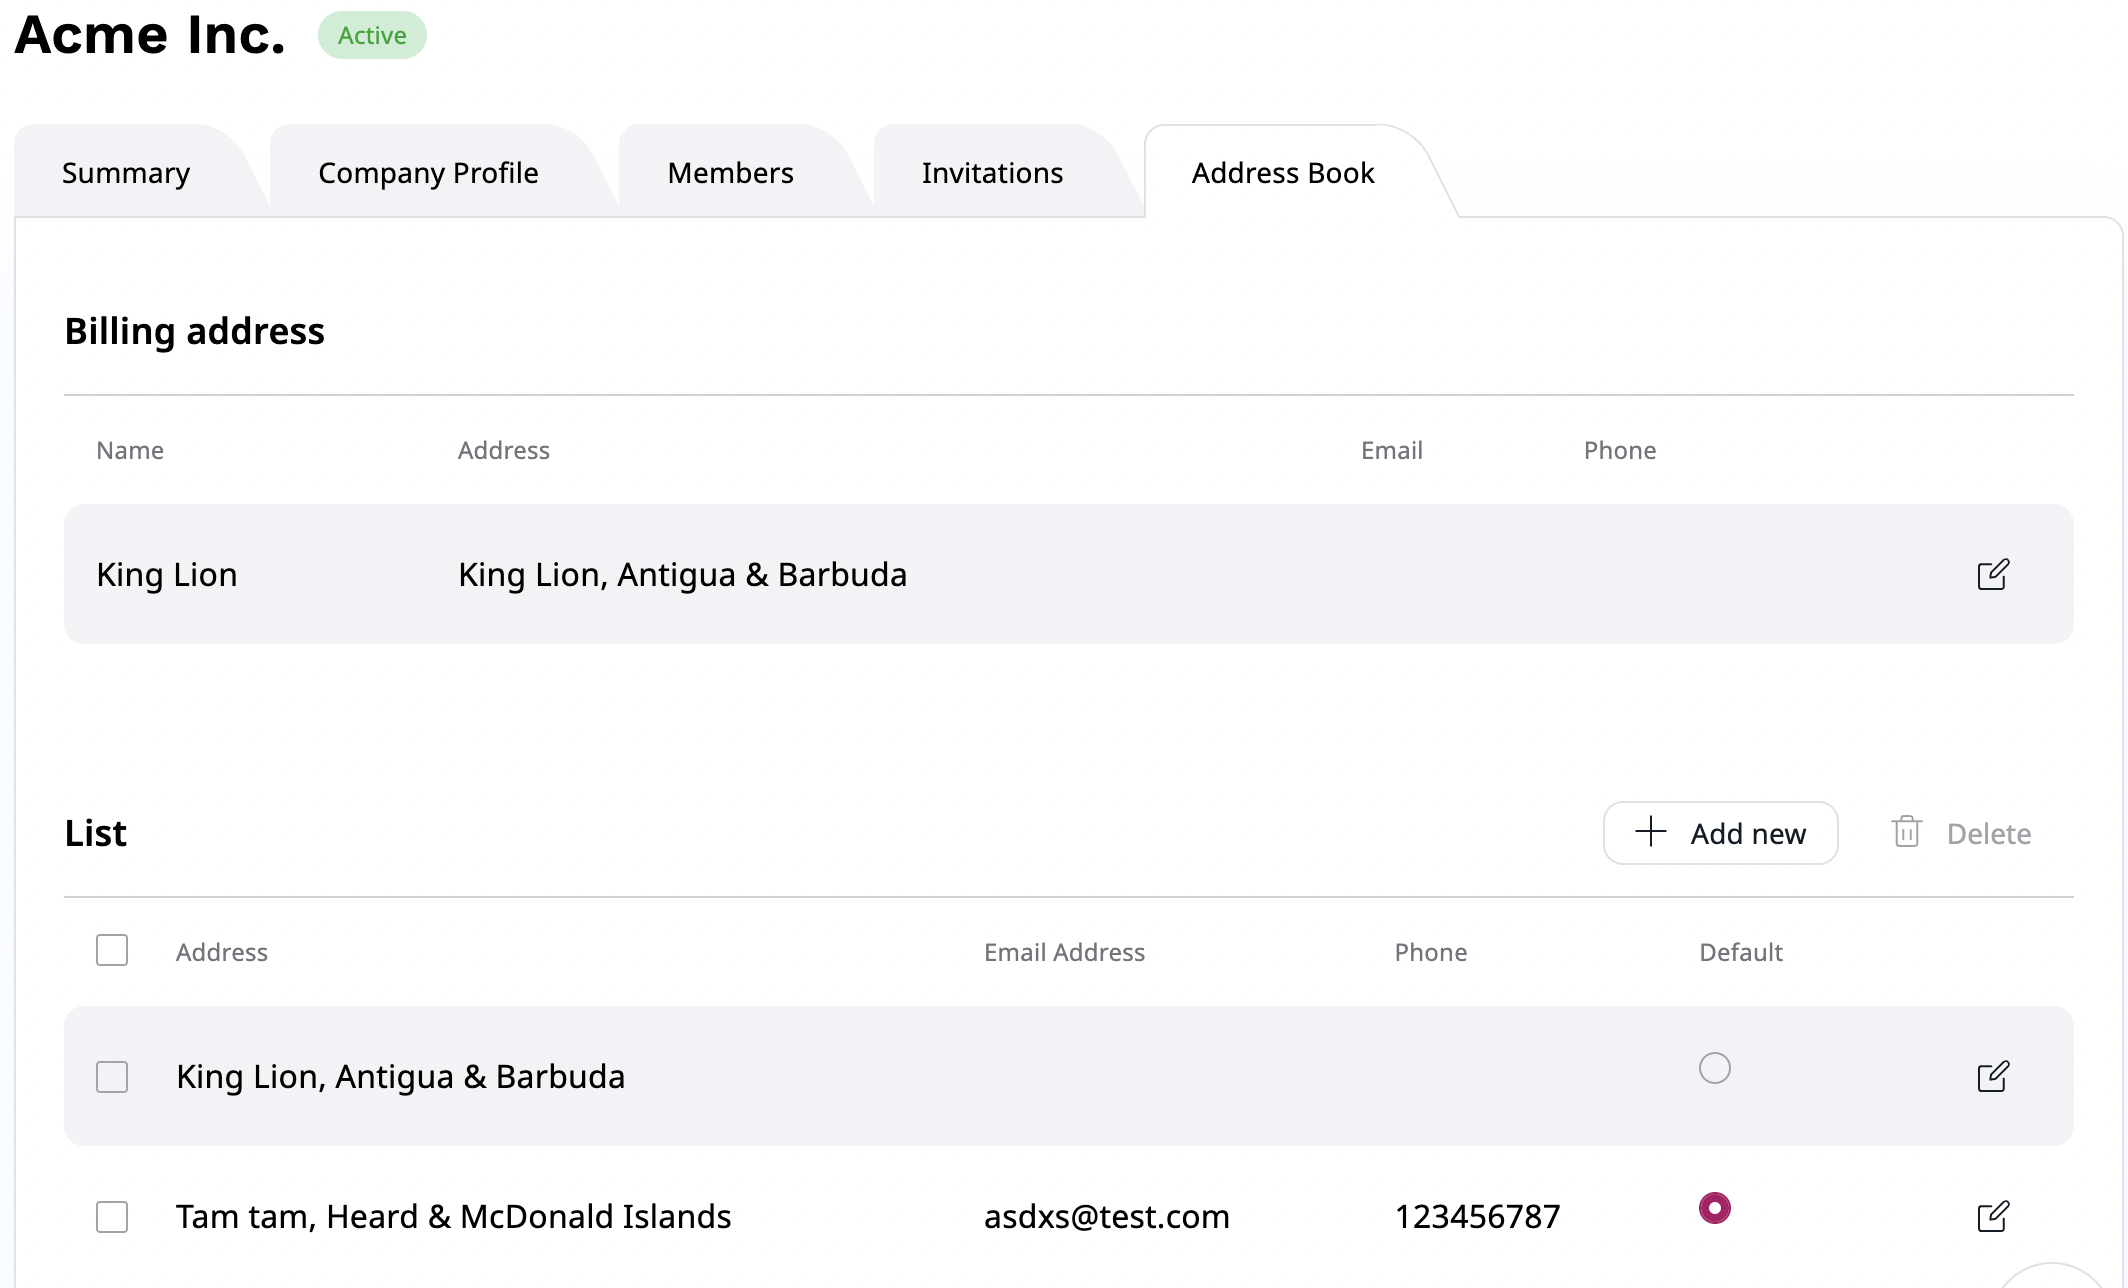 Acme Inc. Active
Summary Company Profile Members Invitations Address Book
Billing address
Name Address Email Phone
King Lion King Lion, Antigua & Barbuda
List Add new Delete
Address Email Address Phone Default
King Lion, Antigua & Barbuda
Tam tam, Heard & McDonald Islands asdxs@test.com 123456787